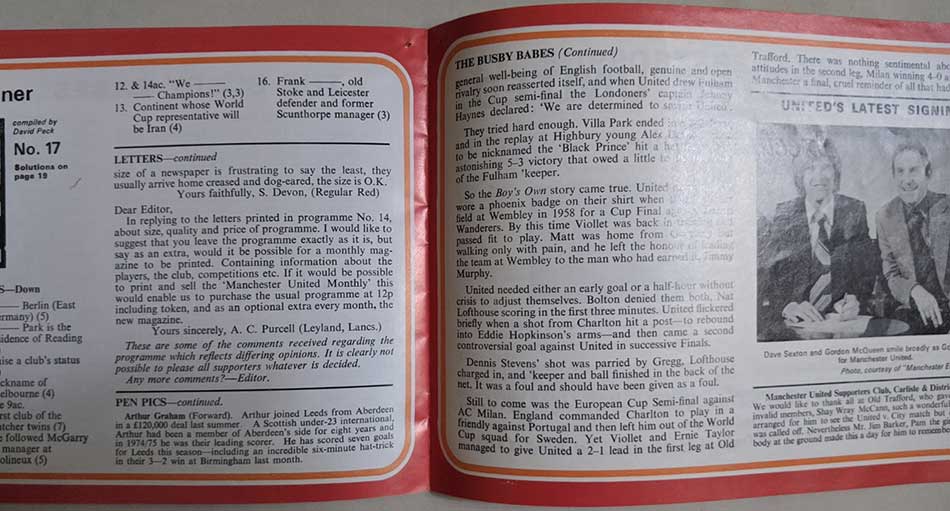 ner
compiled by
David Peck
No. 17
Solutions on
page 19
S—Down
— Berlin (East
ermany) (5)
— Park is the
idence of Reading
)
ise a club's status
)
ckname of
elbourne (4)
e 9ac.
rst club of the
tcher twins (7)
e followed McGarry
manager at
olineux (5)
12. & 14ac. "We ——
—— Champions!" (3,3)
13. Continent whose World
Cup representative will
be Iran (4)
16. Frank ——, old
Stoke and Leicester
defender and former
Scunthorpe manager (3)
LETTERS—continued
size of a newspaper is frustrating to say the least, they
usually arrive home creased and dog-eared, the size is O.K.
Yours faithfully, S. Devon, (Regular Red)
Dear Editor,
In replying to the letters printed in programme No. 14,
about size, quality and price of programme. I would like to
suggest that you leave the programme exactly as it is, but
say as an extra, would it be possible for a monthly mag-
azine to be printed. Containing information about the
players, the club, competitions etc. If it would be possible
to print and sell the 'Manchester United Monthly' this
would enable us to purchase the usual programme at 12p
including token, and as an optional extra every month, the
new magazine.
Yours sincerely, A. C. Purcell (Leyland, Lancs.)
These are some of the comments received regarding the
programme which reflects differing opinions. It is clearly not
possible to please all supporters whatever is decided.
Any more comments?—Editor.
PEN PICS—continued.
Arthur Graham (Forward). Arthur joined Leeds from Aberdeen
in a £120,000 deal last summer. A Scottish under-23 international,
Arthur had been a member of Aberdeen's side for eight years and
in 1974/75 he was their leading scorer. He has scored seven goals
for Leeds this season—including an incredible six-minute hat-trick
in their 3—2 win at Birmingham last month.
THE BUSBY BABES (Continued)
general well-being of English football, genuine and open
rivalry soon reasserted itself, and when United drew Fulham
in the Cup semi-final the Londoners' captain Johnny
Haynes declared: 'We are determined to
They tried hard enough, Villa Park ended
and in the replay at Highbury young Alex
to be nicknamed the 'Black Prince' hit a
astonishing 5–3 victory that owed a little to
of the Fulham 'keeper.
So the Boy's Own story came true. United
wore a phoenix badge on their shirt when
field at Wembley in 1958 for a Cup Final
Wanderers. By this time Viollet was back in
passed fit to play. Matt was home from
walking only with pain, and he left the honour of leading
the team at Wembley to the man who had earned it, Jimmy
Murphy.
United needed either an early goal or a half-hour without
crisis to adjust themselves. Bolton denied them both, Nat
Lofthouse scoring in the first three minutes. United flickered
briefly when a shot from Charlton hit a post—to rebound
into Eddie Hopkinson's arms—and then came a second
controversial goal against United in successive Finals.
Dennis Stevens' shot was parried by Gregg, Lofthouse
charged in, and 'keeper and ball finished in the back of the
net. It was a foul and should have been given as a foul.
Still to come was the European Cup Semi-final against
AC Milan. England commanded Charlton to play in a
friendly against Portugal and then left him out of the World
Cup squad for Sweden. Yet Viollet and Ernie Taylor
managed to give United a 2–1 lead in the first leg at Old
Trafford. There was nothing sentimental abo
attitudes in the second leg, Milan winning 4–0
Manchester a final, cruel reminder of all that had
UNITED'S LATEST SIGNIN
Dave Sexton and Gordon McQueen smile broadly as Go
for Manchester United.
Photo, courtesy of "Manchester E
Manchester United Supporters Club, Carlisle & Distri
We would like to thank all at Old Trafford, who gave
invalid members, Shay Wray McCann, such a wonderful
arranged for him to see the United v. City match but
was called off. Nevertheless Mr. Jim Barker, Pam the g
body at the ground made this a day for him to remember